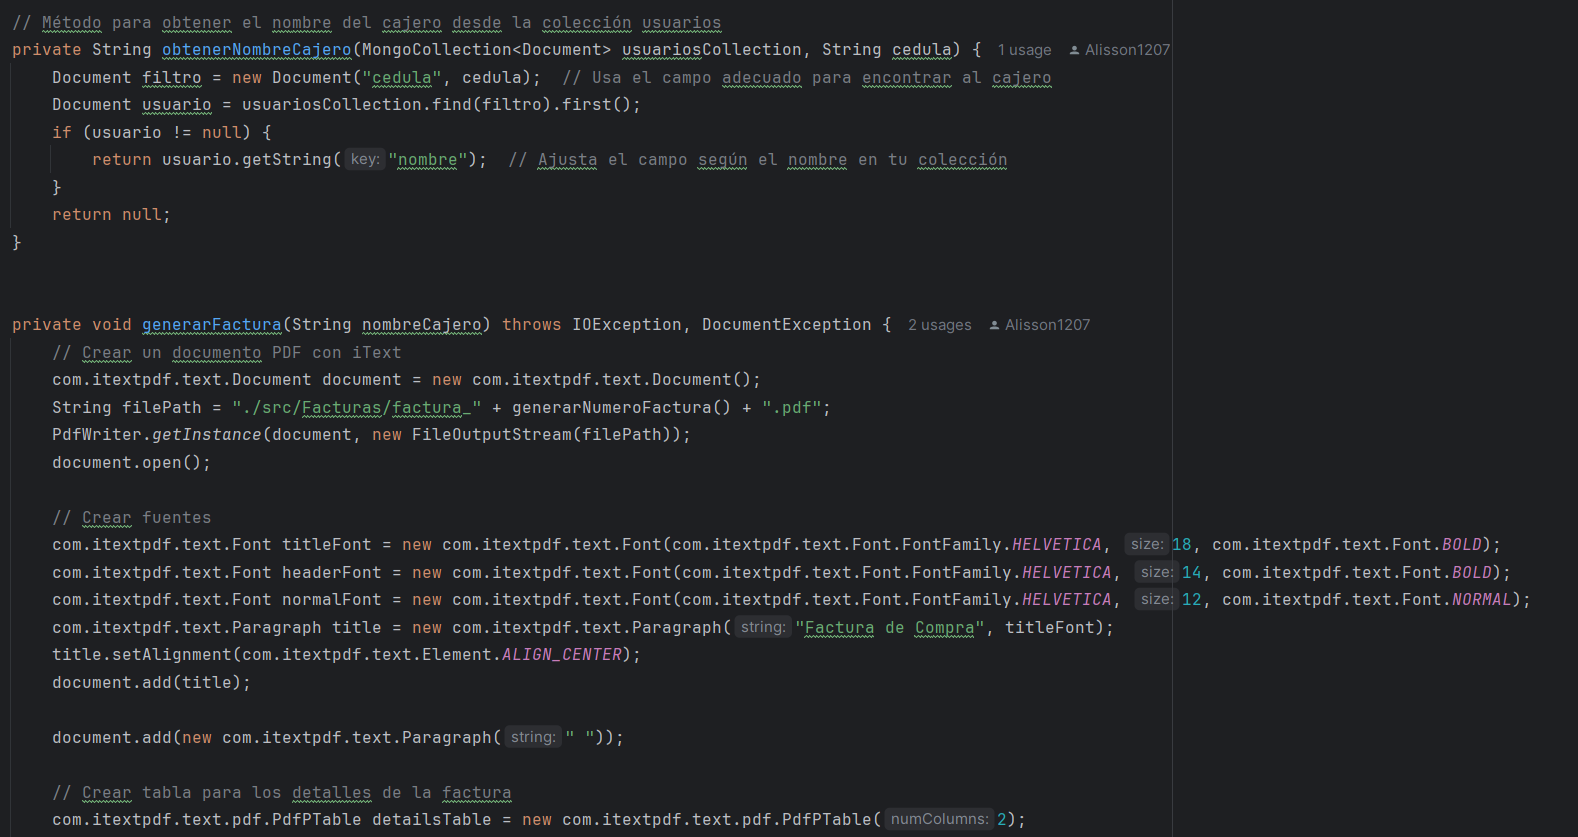 // Método para obtener el nombre del cajero desde la colección usuarios
private String obtenerNombreCajero(MongoCollection<Document> usuariosCollection, String cedula) { 1 usage Alisson1207
Document filtro = new Document("cedula", cedula); // Usa el campo adecuado para encontrar al cajero
Document usuario = usuariosCollection.find(filtro).first();
if (usuario != null) {
return usuario.getString( key: "nombre"); // Ajusta el campo según el nombre en tu colección
}
return null;
}
private void generarFactura(String nombreCajero) throws IOException, DocumentException { 2 usages Alisson1207
// Crear un documento PDF con iText
com.itextpdf.text.Document document = new com.itextpdf.text.Document();
String filePath = "./src/Facturas/factura_" + generarNumeroFactura() + ".pdf";
PdfWriter.getInstance(document, new FileOutputStream(filePath));
document.open();
// Crear fuentes
com.itextpdf.text.Font titleFont = new com.itextpdf.text.Font(com.itextpdf.text.Font.FontFamily.HELVETICA, size: 18, com.itextpdf.text.Font.BOLD);
com.itextpdf.text.Font headerFont = new com.itextpdf.text.Font(com.itextpdf.text.Font.FontFamily.HELVETICA, size: 14, com.itextpdf.text.Font.BOLD);
com.itextpdf.text.Font normalFont = new com.itextpdf.text.Font(com.itextpdf.text.Font.FontFamily.HELVETICA, size: 12, com.itextpdf.text.Font.NORMAL);
com.itextpdf.text.Paragraph title = new com.itextpdf.text.Paragraph( string: "Factura de Compra", titleFont);
title.setAlignment(com.itextpdf.text.Element.ALIGN_CENTER);
document.add(title);
document.add(new com.itextpdf.text.Paragraph( string: " "));
// Crear tabla para los detalles de la factura
com.itextpdf.text.pdf.PdfPTable detailsTable = new com.itextpdf.text.pdf.PdfPTable( numColumns: 2);